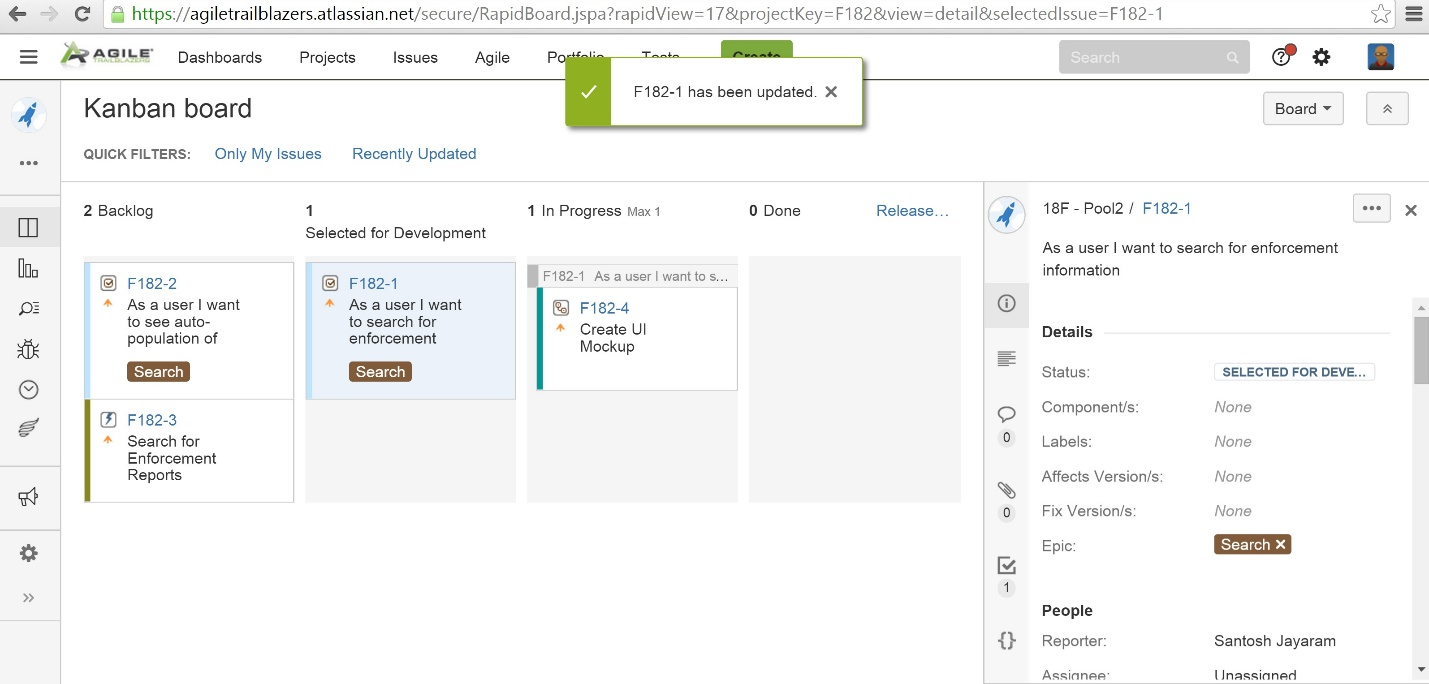 https://agiletrailblazers.atlassian.net/secure/RapidBoard.jspa?rapidView=17&projectKey=F182&view=detail&selectedIssue=F182-1
AGILE
TRAILBLAZERS
Dashboards Projects Issues Agile Portfolio Tests Create
Search
F182-1 has been updated.
Kanban board
Board
QUICK FILTERS: Only My Issues Recently Updated
2 Backlog
1
Selected for Development
1 In Progress Max 1
0 Done
Release…
F182-2
As a user I want
to see auto-
population of
Search
F182-3
Search for
Enforcement
Reports
F182-1
As a user I want
to search for
enforcement
Search
F182-1 As a user I want to s...
F182-4
Create UI
Mockup
18F - Pool2 / F182-1
As a user I want to search for enforcement
information
0
0
1
Details
Status: SELECTED FOR DEVE...
Component/s: None
Labels: None
Affects Version/s: None
Fix Version/s: None
Epic: Search
People
Reporter: Santosh Jayaram
Assignee: Unassigned